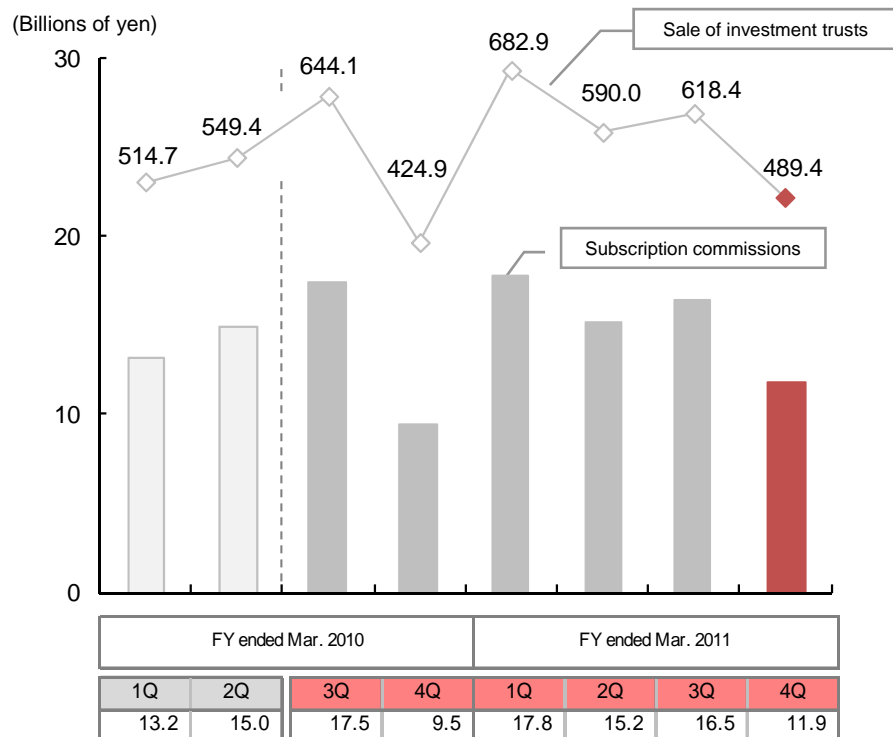 (Billions of yen)
Sale of investment trusts
30
682.9
644.1
618.4
590.0
549.4
514.7
424.9
489.4
20
Subscription commissions
10
0
FY ended Mar. 2010 FY ended Mar. 2011
1Q 2Q 3Q 4Q 1Q 2Q 3Q 4Q
13.2 15.0 17.5 9.5 17.8 15.2 16.5 11.9